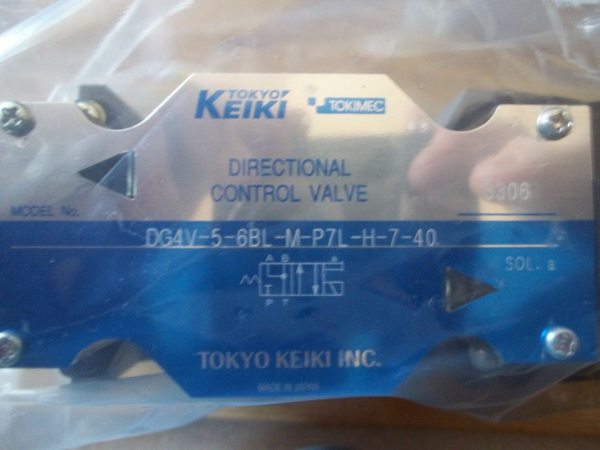 TOKYO
KEIKI
TOKIMEC
DIRECTIONAL
CONTROL VALVE
3306
MODEL No.
DG4V-5-6BL-M-P7L-H-7-40
A B a
T
P T
SOL. a
TOKYO KEIKI INC.
MADE IN JAPAN